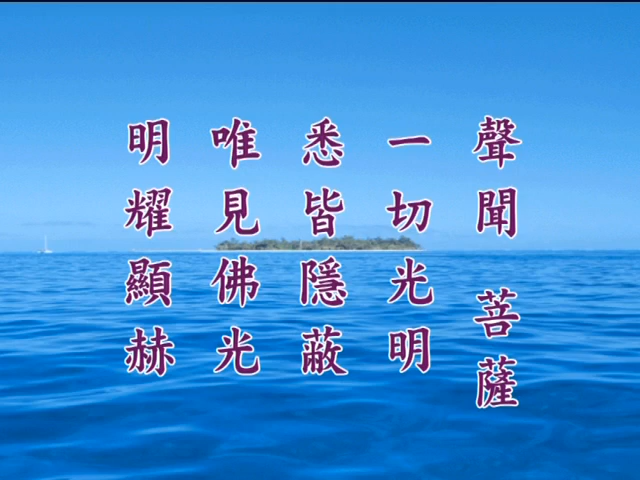 聲聞 菩薩
一切光明
悉皆隱蔽
唯見佛光
明耀顯赫